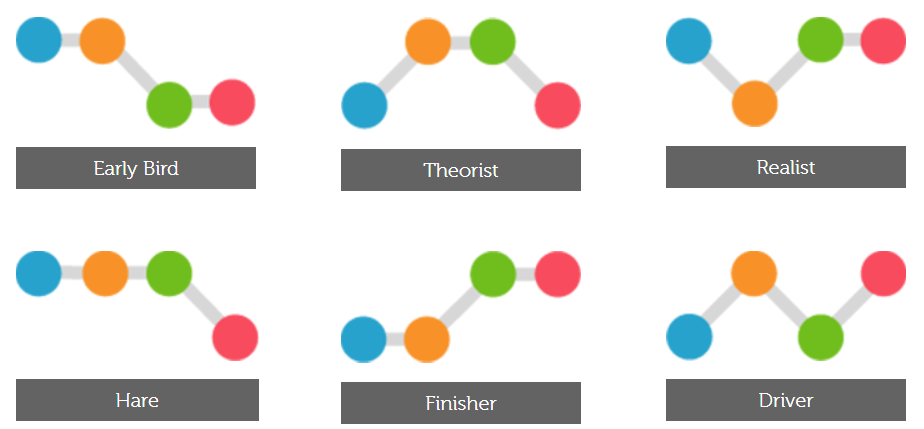 Early Bird
Theorist
Realist
Hare
Finisher
Driver